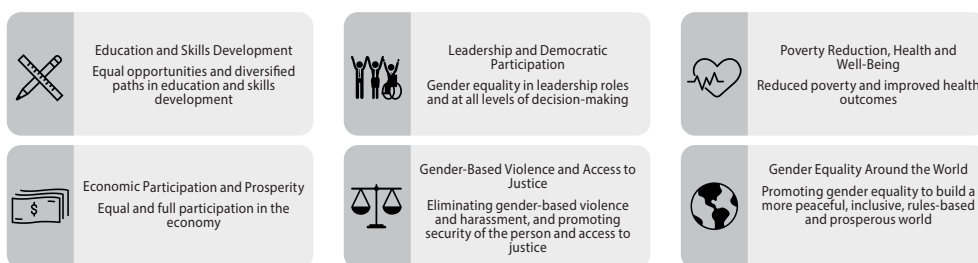 Education and Skills Development
Equal opportunities and diversified
paths in education and skills
development
Leadership and Democratic
Participation
Gender equality in leadership roles
and at all levels of decision-making
Poverty Reduction, Health and
Well-Being
Reduced poverty and improved health
outcomes
$
Economic Participation and Prosperity
Equal and full participation in the
economy
Gender-Based Violence and Access to
Justice
Eliminating gender-based violence
and harassment, and promoting
security of the person and access to
justice
Gender Equality Around the World
Promoting gender equality to build a
more peaceful, inclusive, rules-based
and prosperous world